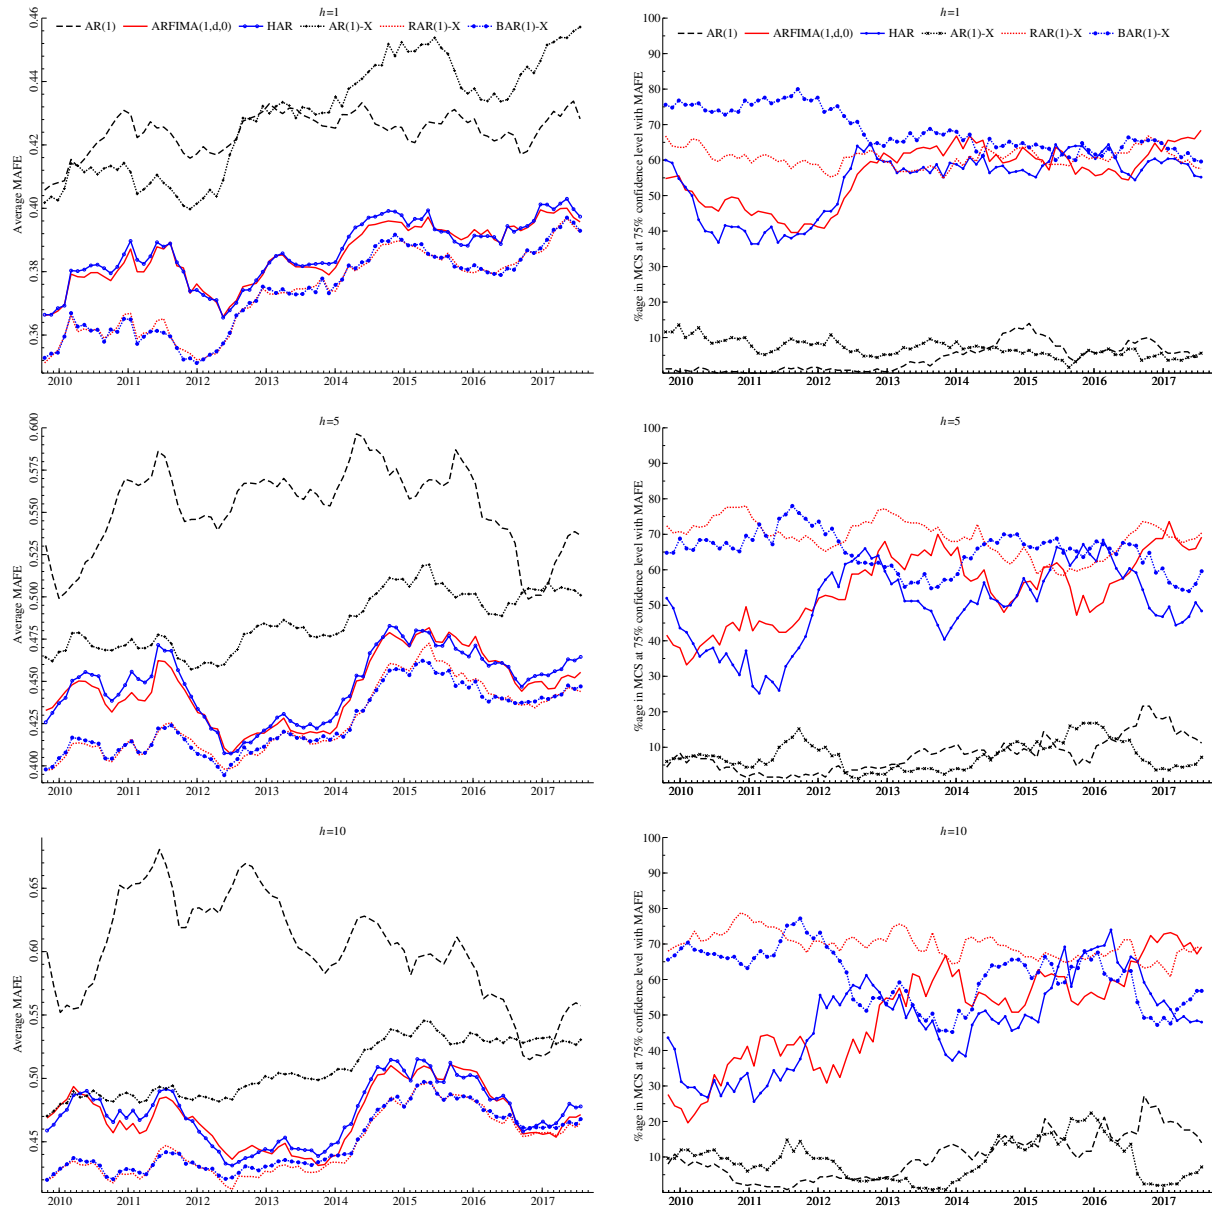 h=1
AR(1) ARFIMA(1,d,0) HAR AR(1)-X RAR(1)-X BAR(1)-X
Average MAFE
0.46
0.44
0.42
0.40
0.38
0.36
2010 2011 2012 2013 2014 2015 2016 2017
h=1
AR(1) ARFIMA(1,d,0) HAR AR(1)-X RAR(1)-X BAR(1)-X
%age in MCS at 75% confidence level with MAFE
100
90
80
70
60
50
40
30
20
10
2010 2011 2012 2013 2014 2015 2016 2017
h=5
Average MAFE
0.600
0.575
0.550
0.525
0.500
0.475
0.450
0.425
0.400
2010 2011 2012 2013 2014 2015 2016 2017
h=5
%age in MCS at 75% confidence level with MAFE
100
90
80
70
60
50
40
30
20
10
2010 2011 2012 2013 2014 2015 2016 2017
h=10
Average MAFE
0.65
0.60
0.55
0.50
0.45
2010 2011 2012 2013 2014 2015 2016 2017
h=10
%age in MCS at 75% confidence level with MAFE
100
90
80
70
60
50
40
30
20
10
2010 2011 2012 2013 2014 2015 2016 2017